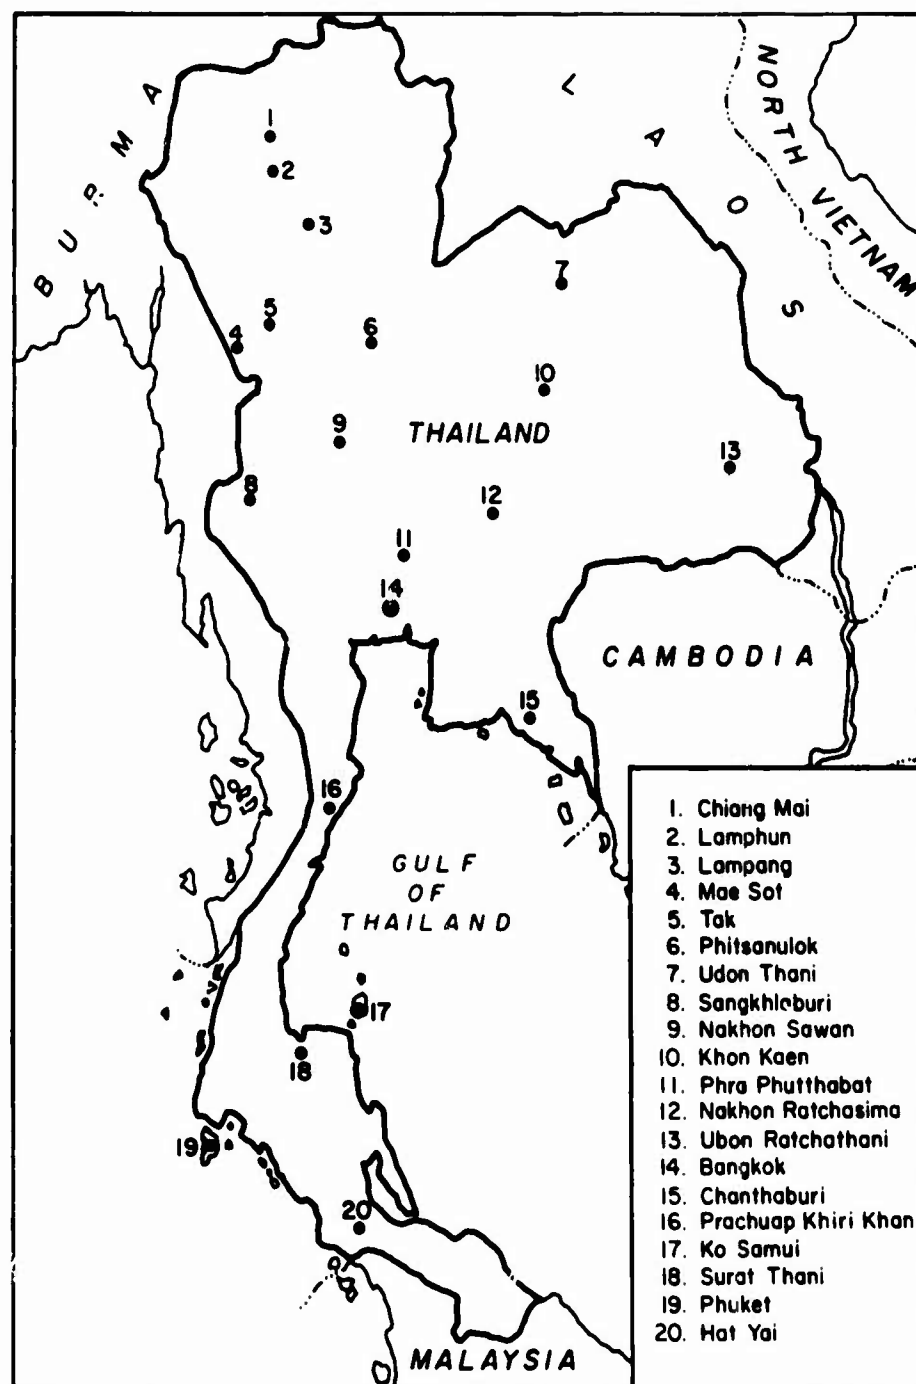 BURMA
LAOS
NORTH VIETNAM
1
2
3
7
5
4
6
10
9
THAILAND
13
8
12
11
14
CAMBODIA
15
16
GULF
OF
THAILAND
17
18
19
20
MALAYSIA
1. Chiang Mai
2. Lamphun
3. Lampang
4. Mae Sot
5. Tak
6. Phitsanulok
7. Udon Thani
8. Sangkhlaburi
9. Nakhon Sawan
10. Khon Kaen
11. Phra Phutthabat
12. Nakhon Ratchasima
13. Ubon Ratchathani
14. Bangkok
15. Chanthaburi
16. Prachuap Khiri Khan
17. Ko Samui
18. Surat Thani
19. Phuket
20. Hat Yai